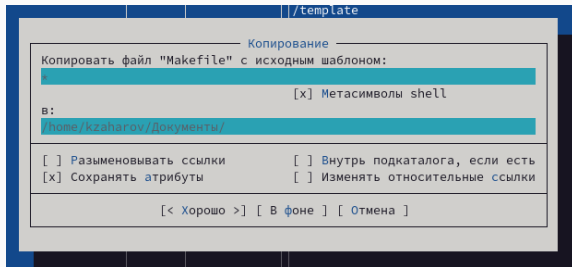 /template
Копирование
Копировать файл "Makefile" с исходным шаблоном:
*
[x] Метасимволы shell
в:
/home/kzaharov/Документы/
[ ] Разыменовывать ссылки [ ] Внутрь подкаталога, если есть
[x] Сохранять атрибуты [ ] Изменять относительные ссылки
[< Хорошо >] [ В фоне ] [ Отмена ]